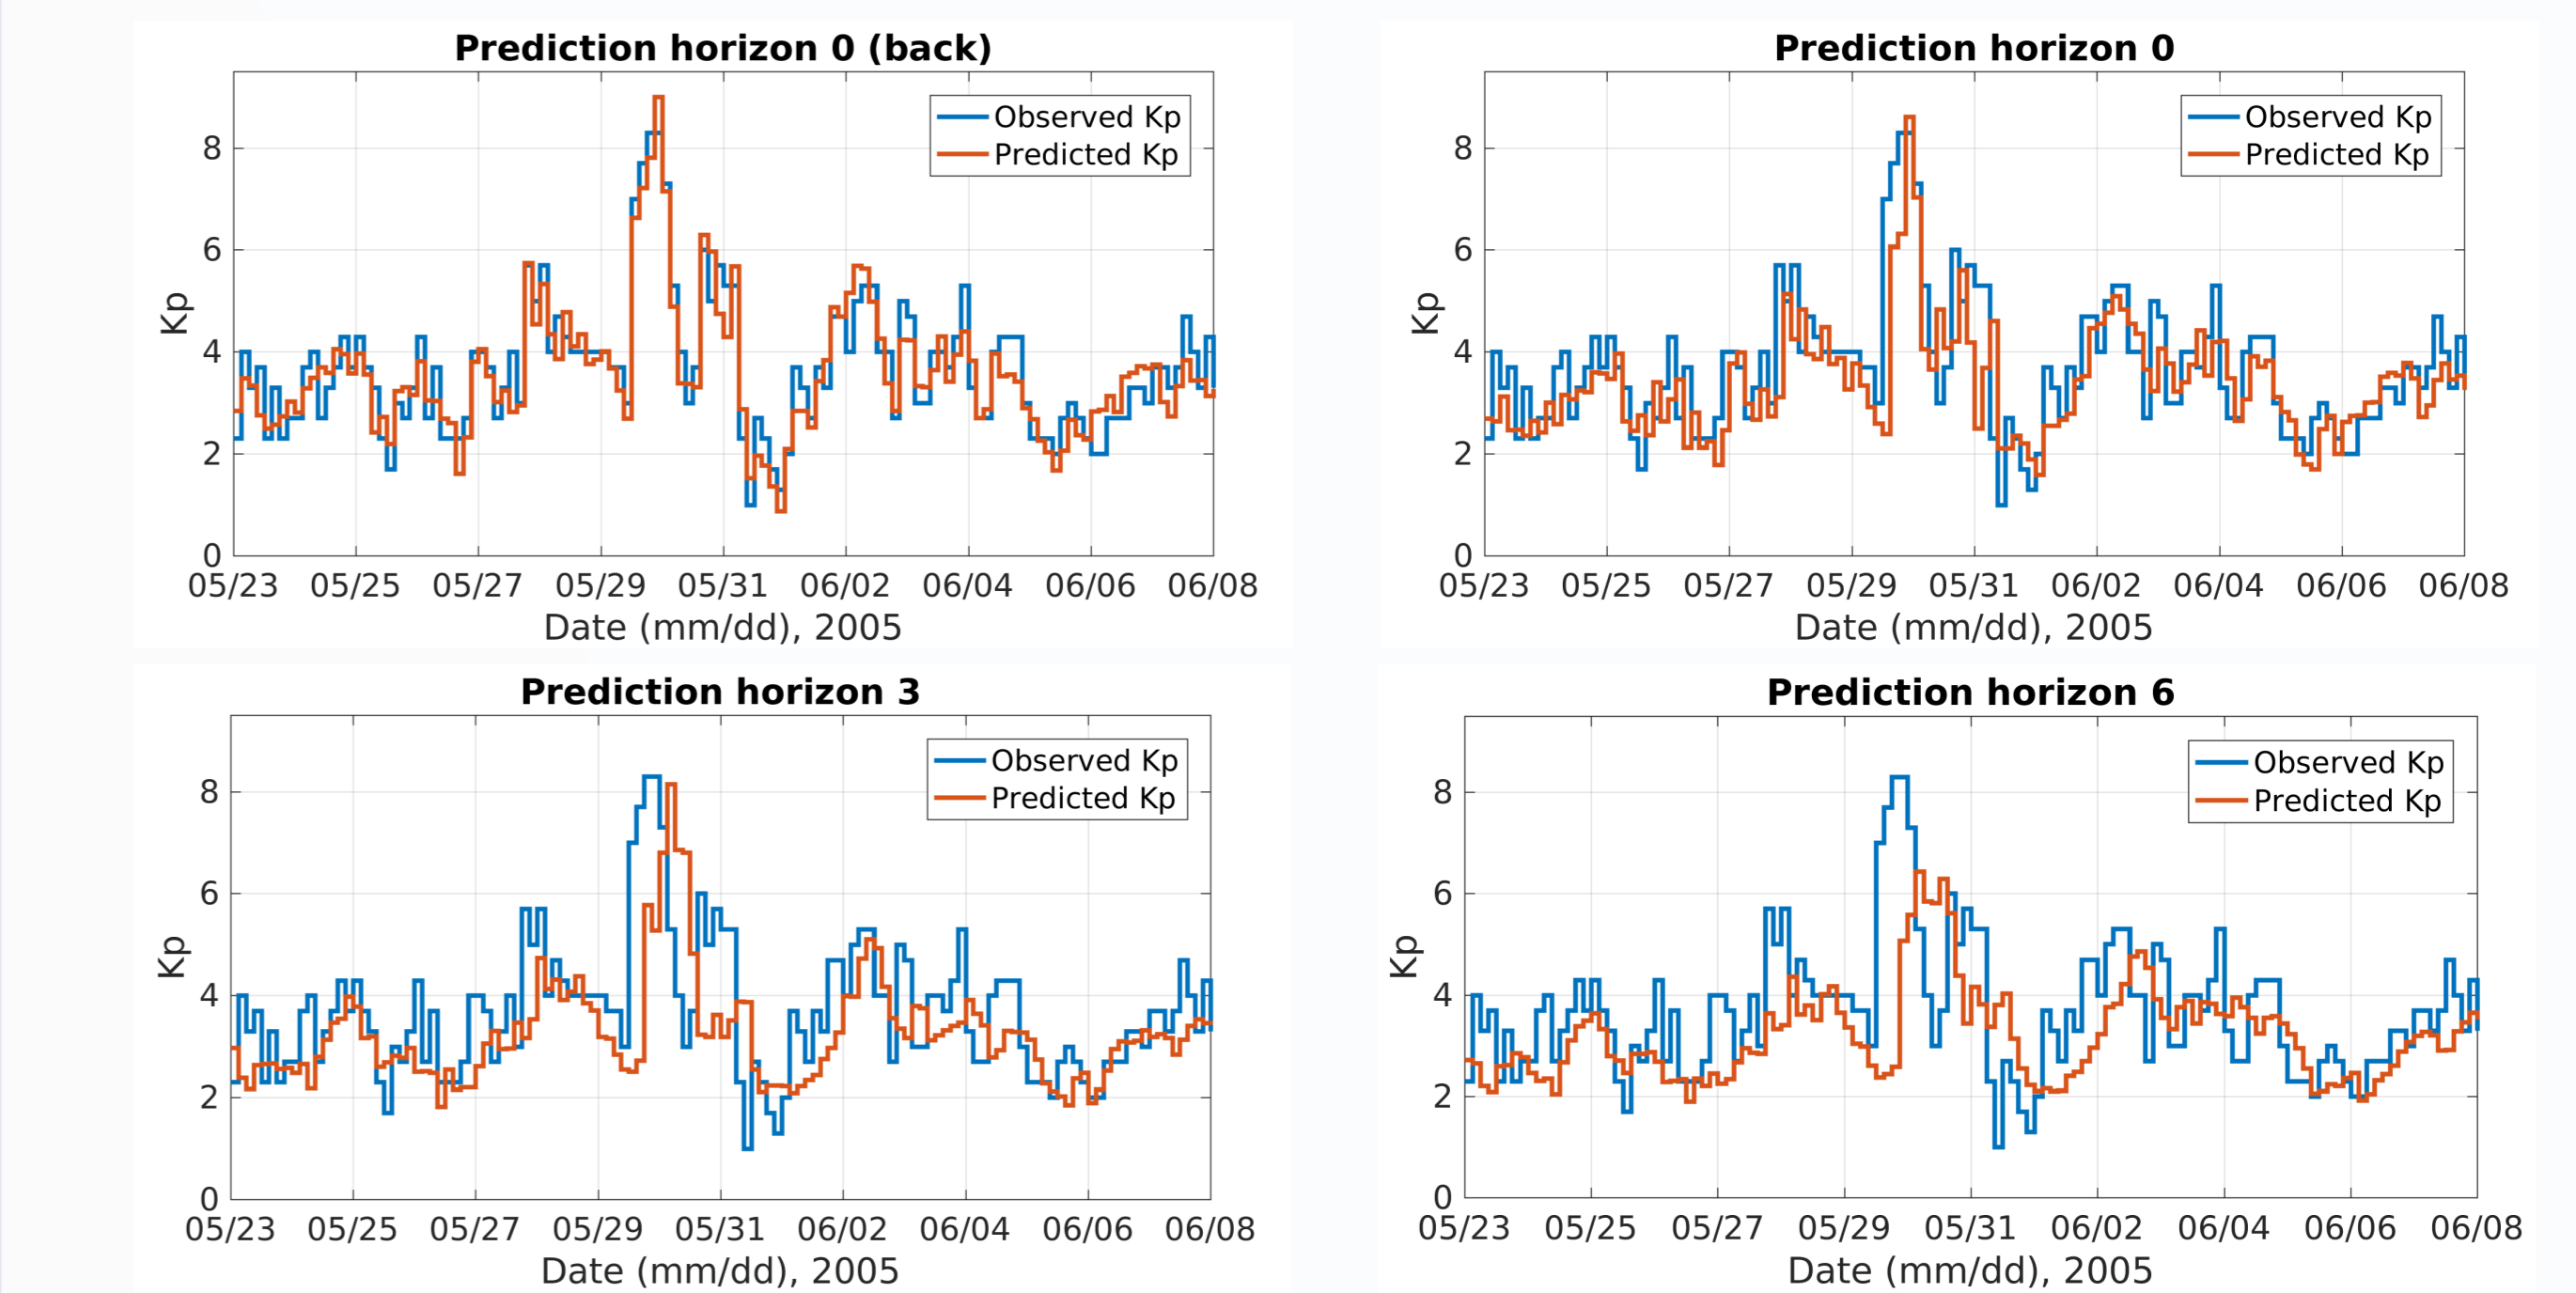 Prediction horizon 0 (back)
Observed Kp
Predicted Kp
8
6
4
2
0
Kp
05/23 05/25 05/27 05/29 05/31 06/02 06/04 06/06 06/08
Date (mm/dd), 2005
Prediction horizon 0
Observed Kp
Predicted Kp
8
6
4
2
0
Kp
05/23 05/25 05/27 05/29 05/31 06/02 06/04 06/06 06/08
Date (mm/dd), 2005
Prediction horizon 3
Observed Kp
Predicted Kp
8
6
4
2
0
Kp
05/23 05/25 05/27 05/29 05/31 06/02 06/04 06/06 06/08
Date (mm/dd), 2005
Prediction horizon 6
Observed Kp
Predicted Kp
8
6
4
2
0
Kp
05/23 05/25 05/27 05/29 05/31 06/02 06/04 06/06 06/08
Date (mm/dd), 2005